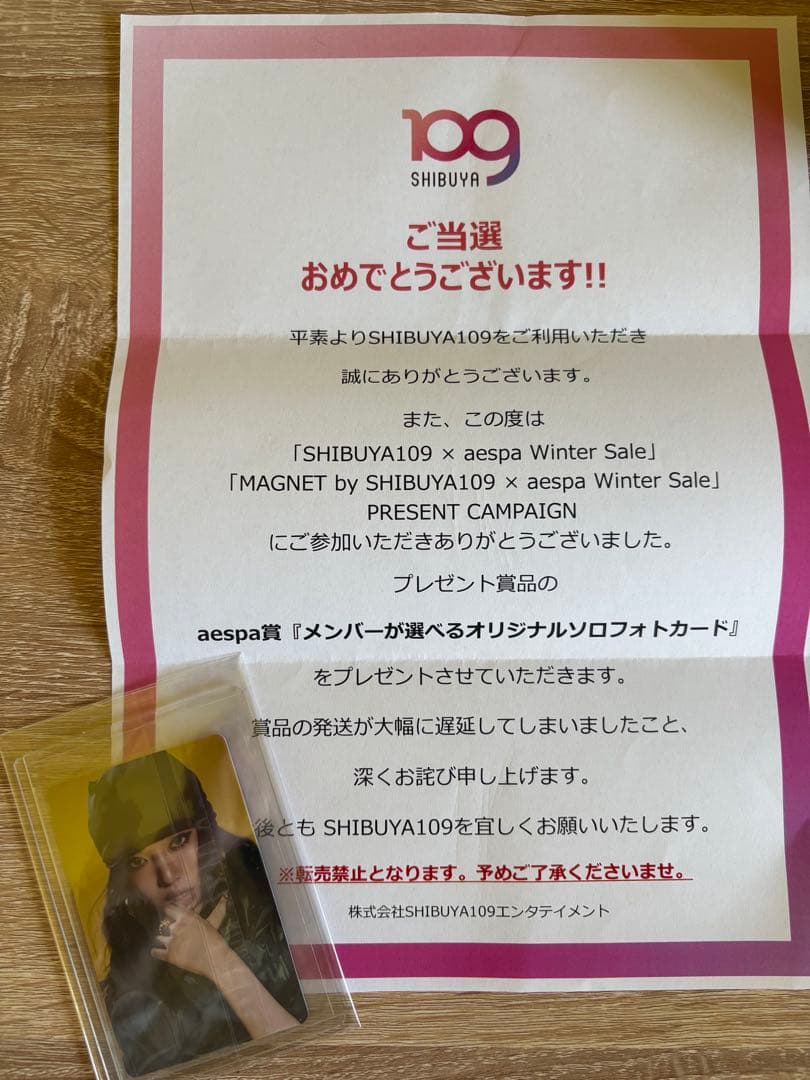 109
SHIBUYA
ご当選
おめでとうございます!!
平素よりSHIBUYA109をご利用いただき
誠にありがとうございます。
また、この度は
「SHIBUYA109 × aespa Winter Sale」
「MAGNET by SHIBUYA109 × aespa Winter Sale」
PRESENT CAMPAIGN
にご参加いただきありがとうございました。
プレゼント賞品の
aespa賞『メンバーが選べるオリジナルソロフォトカード』
をプレゼントさせていただきます。
賞品の発送が大幅に遅延してしまいましたこと、
深くお詫び申し上げます。
後とも SHIBUYA109を宜しくお願いいたします。
※転売禁止となります。予めご了承くださいませ。
株式会社SHIBUYA109エンタテイメント